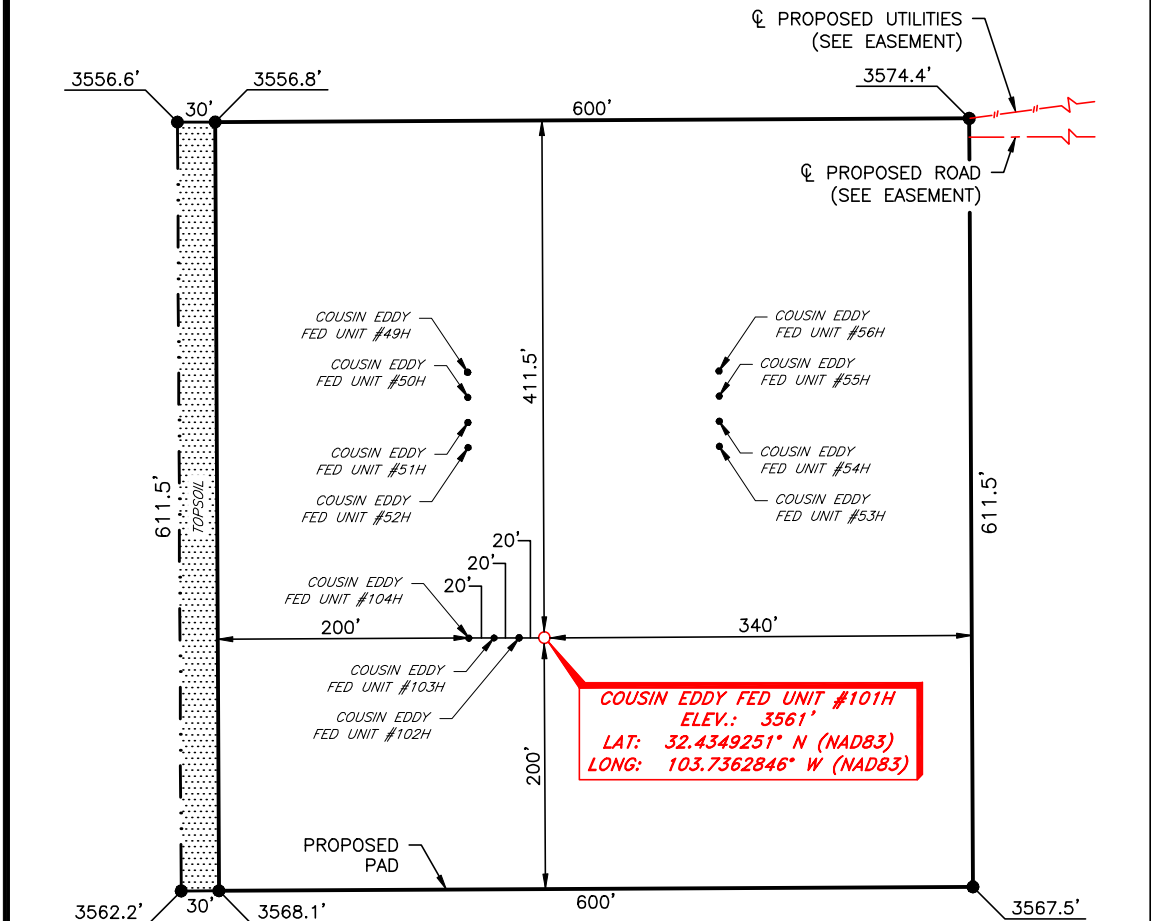 ℄ PROPOSED UTILITIES
(SEE EASEMENT)
3556.6'
3556.8'
3574.4'
30'
600'
℄ PROPOSED ROAD
(SEE EASEMENT)
COUSIN EDDY
FED UNIT #49H
COUSIN EDDY
FED UNIT #56H
COUSIN EDDY
FED UNIT #50H
COUSIN EDDY
FED UNIT #55H
411.5'
COUSIN EDDY
FED UNIT #51H
COUSIN EDDY
FED UNIT #54H
COUSIN EDDY
FED UNIT #52H
COUSIN EDDY
FED UNIT #53H
611.5'
TOPSOIL
611.5'
20'
20'
20'
COUSIN EDDY
FED UNIT #104H
200'
340'
COUSIN EDDY
FED UNIT #103H
COUSIN EDDY
FED UNIT #102H
COUSIN EDDY FED UNIT #101H
ELEV.: 3561'
LAT: 32.4349251° N (NAD83)
LONG: 103.7362846° W (NAD83)
200'
PROPOSED
PAD
3562.2'
30'
3568.1'
600'
3567.5'